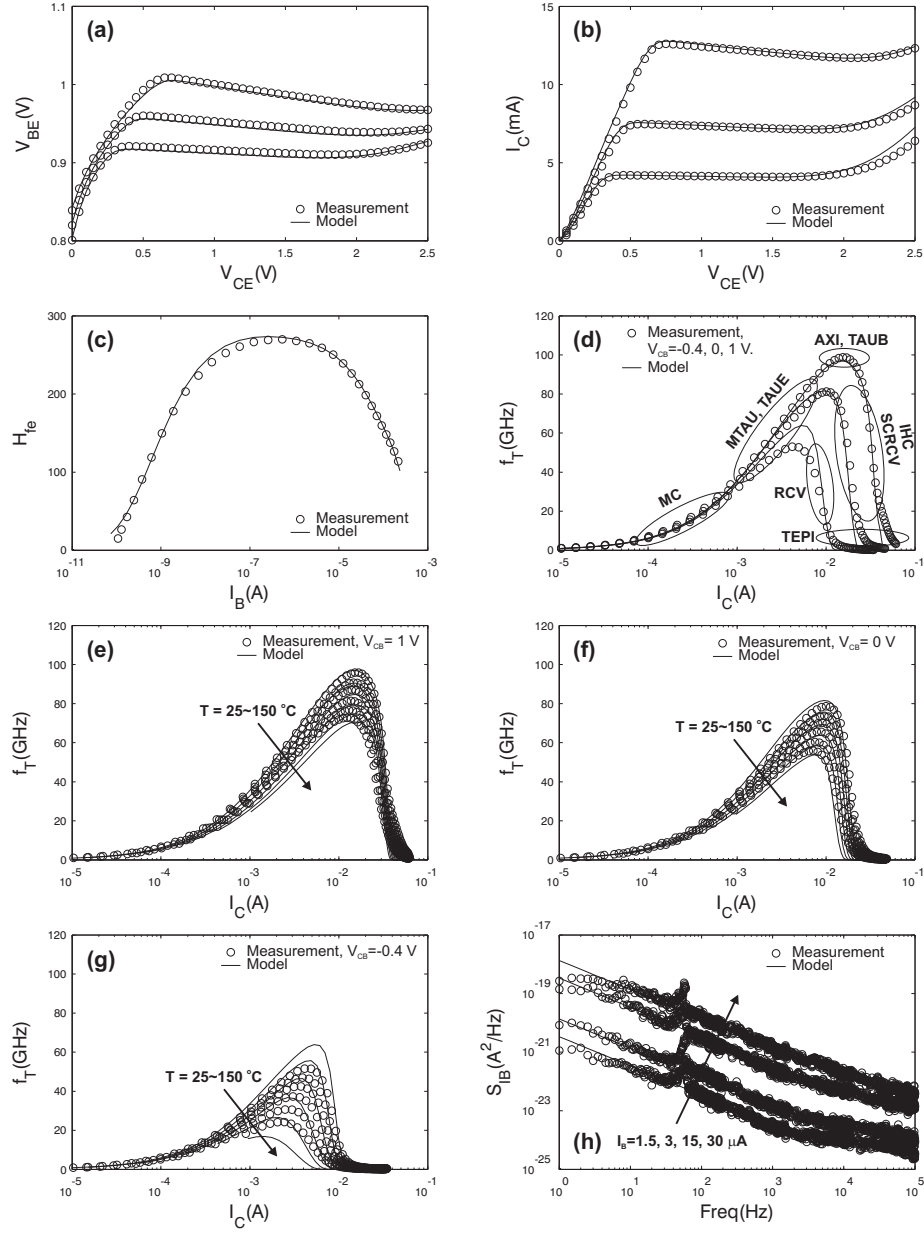 (a)
1.1
1
0.9
0.8
V_BE(V)
0 0.5 1 1.5 2 2.5
V_CE(V)
Measurement
Model
(b)
15
10
5
0
I_C(mA)
0 0.5 1 1.5 2 2.5
V_CE(V)
Measurement
Model
(c)
300
200
100
0
H_fe
10^-11 10^-9 10^-7 10^-5 10^-3
I_B(A)
Measurement
Model
(d)
120
100
80
60
40
20
0
f_T(GHz)
10^-5 10^-4 10^-3 10^-2 10^-1
I_C(A)
Measurement,
V_CB=-0.4, 0, 1 V.
Model
AXI, TAUB
MTAU, TAUE
IHC
SCRCV
MC
RCV
TEPI
(e)
120
100
80
60
40
20
0
f_T(GHz)
10^-5 10^-4 10^-3 10^-2 10^-1
I_C(A)
Measurement, V_CB= 1 V
Model
T = 25~150 °C
(f)
120
100
80
60
40
20
0
f_T(GHz)
10^-5 10^-4 10^-3 10^-2 10^-1
I_C(A)
Measurement, V_CB= 0 V
Model
T = 25~150 °C
(g)
120
100
80
60
40
20
0
f_T(GHz)
10^-5 10^-4 10^-3 10^-2 10^-1
I_C(A)
Measurement, V_CB=-0.4 V
Model
T = 25~150 °C
(h)
10^-17
10^-19
10^-21
10^-23
10^-25
S_IB(A^2/Hz)
10^0 10^1 10^2 10^3 10^4 10^5
Freq(Hz)
Measurement
Model
I_B=1.5, 3, 15, 30 μA